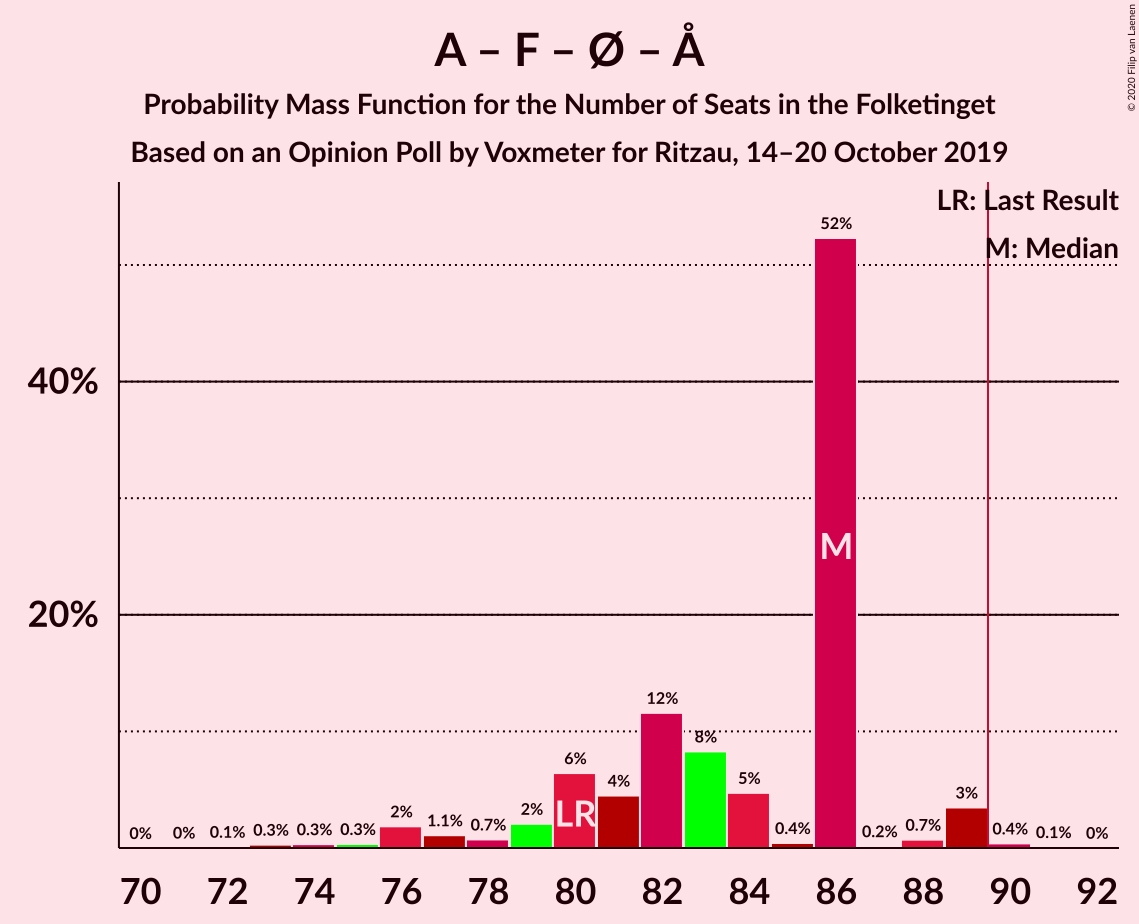 A – F – Ø – Å
Probability Mass Function for the Number of Seats in the Folketinget
Based on an Opinion Poll by Voxmeter for Ritzau, 14–20 October 2019
© 2020 Filip van Laenen
LR: Last Result
M: Median
52%
40%
M
20%
12%
8%
6%
5%
4%
3%
2%
2%
LR
0% 0% 0.1% 0.3% 0.3% 0.3% 1.1% 0.7% 0.4% 0.2% 0.7% 0.4% 0.1% 0%
70 72 74 76 78 80 82 84 86 88 90 92